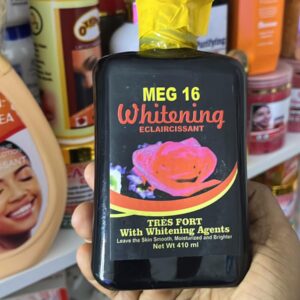 MEG 16
Whitening
ECLAIRCISSANT
TRES FORT
With Whitening Agents
Leave the Skin Smooth, Moisturized and Brighter
Net Wt 410 ml